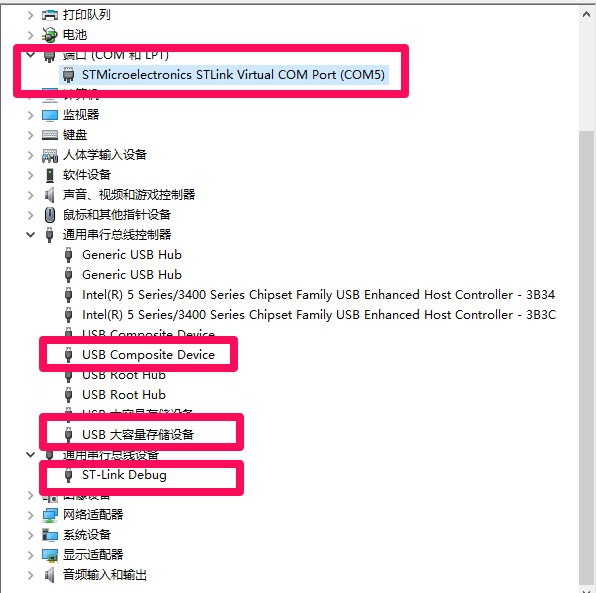 打印队列
电池
端口 (COM 和 LPT)
STMicroelectronics STLink Virtual COM Port (COM5)
计算机
监视器
键盘
人体学输入设备
软件设备
声音、视频和游戏控制器
鼠标和其他指针设备
通用串行总线控制器
Generic USB Hub
Generic USB Hub
Intel(R) 5 Series/3400 Series Chipset Family USB Enhanced Host Controller - 3B34
Intel(R) 5 Series/3400 Series Chipset Family USB Enhanced Host Controller - 3B3C
USB Composite Device
USB Composite Device
USB Root Hub
USB Root Hub
USB 大容量存储设备
USB 大容量存储设备
通用串行总线设备
ST-Link Debug
图像设备
网络适配器
系统设备
显示适配器
音频输入和输出